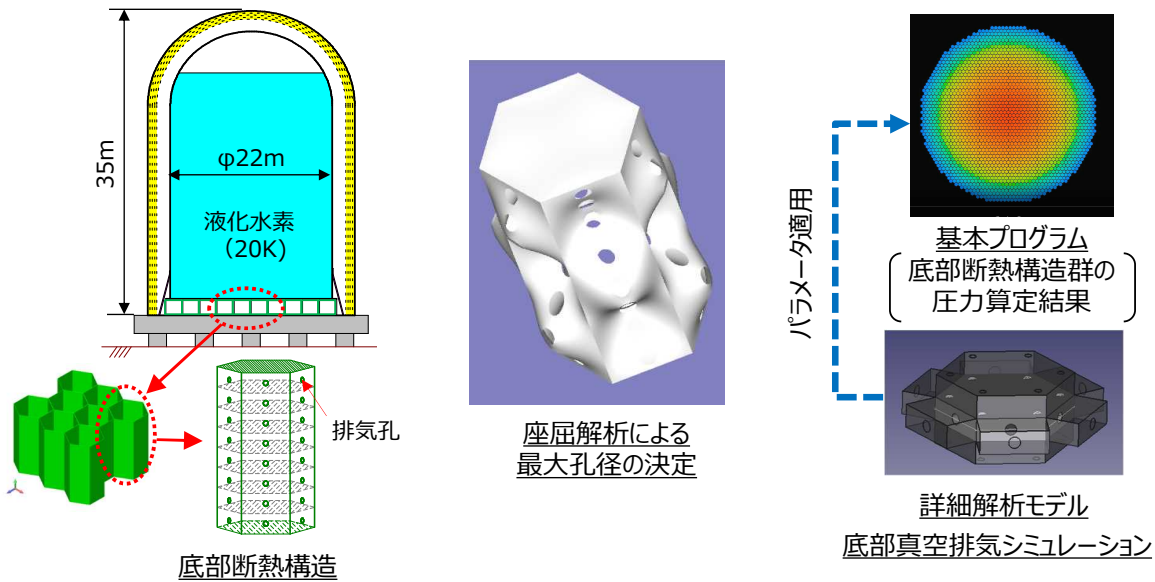 35m
φ22m
液化水素
（20K）
排気孔
底部断熱構造
座屈解析による
最大孔径の決定
パラメータ適用
基本プログラム
底部断熱構造群の
圧力算定結果
詳細解析モデル
底部真空排気シミュレーション